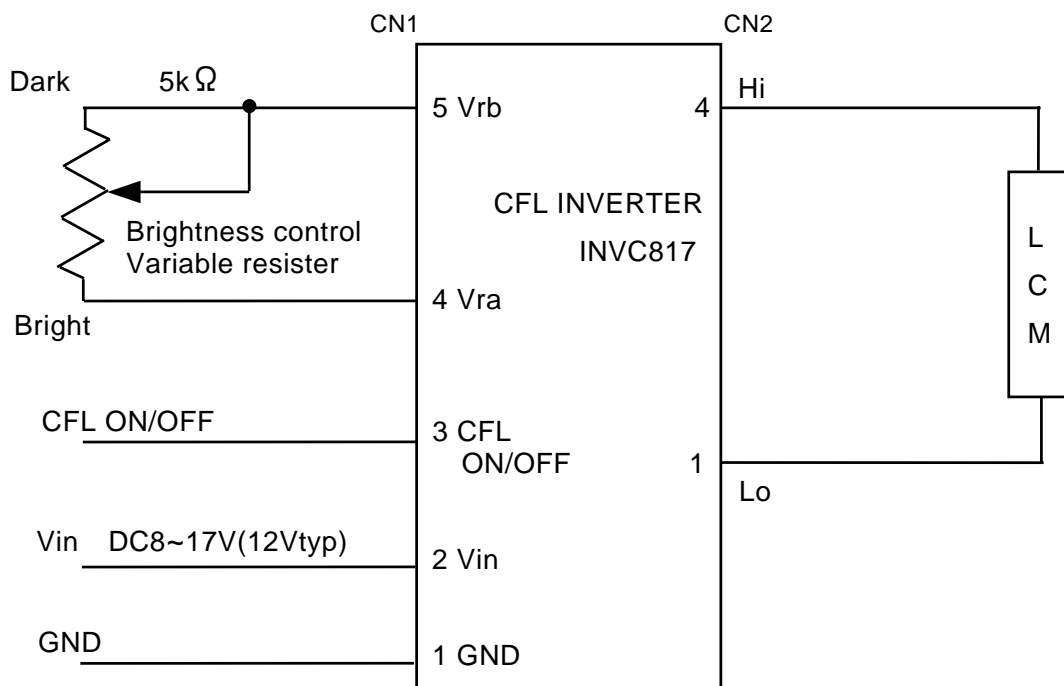 CN1
CN2
Dark
5kΩ
Hi
5 Vrb
4
CFL INVERTER
INVC817
Brightness control
Variable resister
L
C
M
4 Vra
Bright
CFL ON/OFF
3 CFL
ON/OFF
1
Lo
Vin DC8~17V(12Vtyp)
2 Vin
GND
1 GND